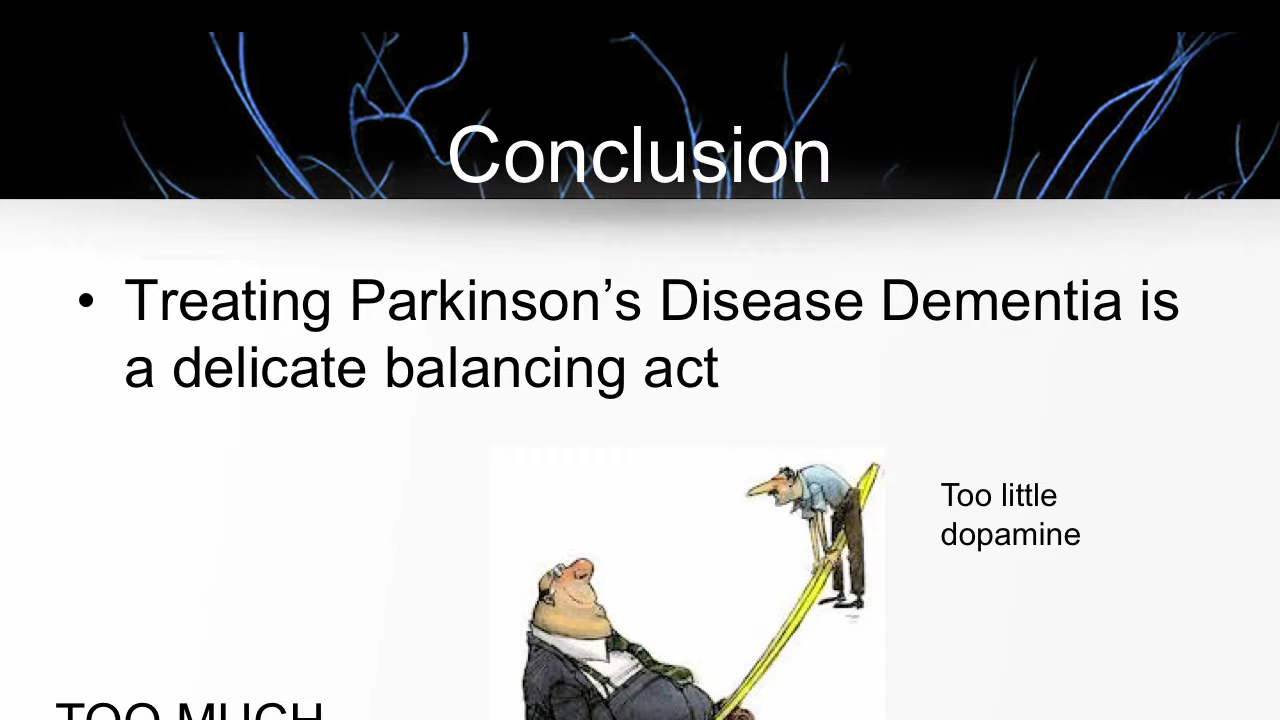 Conclusion
• Treating Parkinson’s Disease Dementia is
a delicate balancing act
Too little
dopamine
TOO MUCH